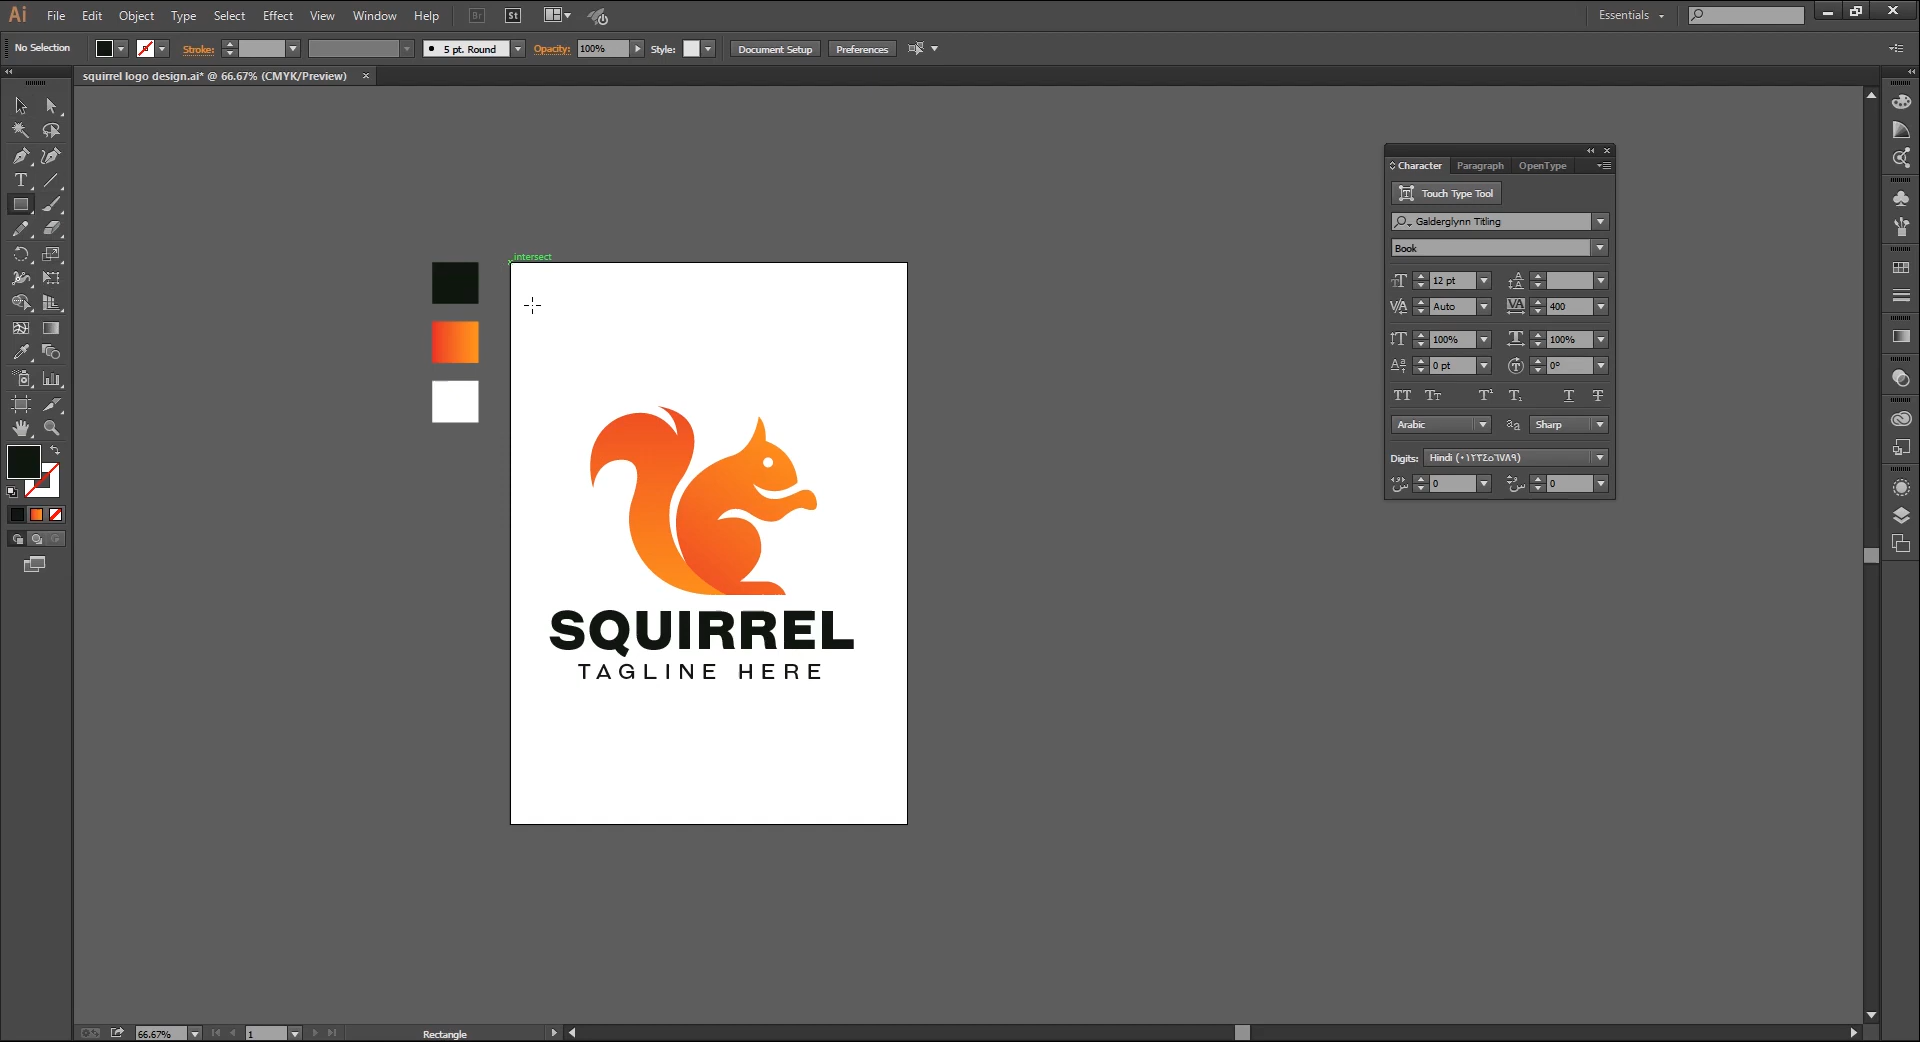 Ai File Edit Object Type Select Effect View Window Help Br St Essentials
No Selection Stroke: 5 pt. Round Opacity: 100% Style: Document Setup Preferences
squirrel logo design.ai* @ 66.67% (CMYK/Preview)
intersect
SQUIRREL
TAGLINE HERE
Character Paragraph OpenType
Touch Type Tool
Galderglynn Titling
Book
12 pt
Auto 400
100% 100%
0 pt 0°
Arabic Sharp
Digits: Hindi (٠١٢٣٤٥٦٧٨٩)
0 0
66.67% 1 Rectangle